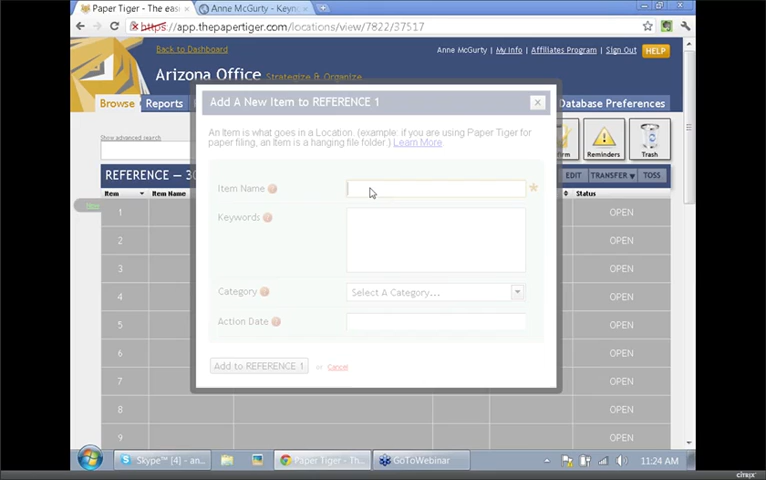 Paper Tiger - The easi
Anne McGurty - Keyno
https://app.thepapertiger.com/locations/view/7822/37517
Back to Dashboard
Anne McGurty | My Info | Affiliates Program | Sign Out HELP
Arizona Office Strategize & Organize
Browse Reports Database Preferences
Add A New Item to REFERENCE 1
x
An Item is what goes in a Location. (example: if you are using Paper Tiger for
paper filing, an item is a hanging file folder.) Learn More
Show advanced search
Reminders Trash
REFERENCE — 30
EDIT TRANSFER TOSS
Item Item Name Status
New
Item Name *
Keywords
Category Select A Category...
Action Date
Add to REFERENCE 1 or Cancel
1 OPEN
2 OPEN
3 OPEN
4 OPEN
5 OPEN
6 OPEN
7 OPEN
8 OPEN
9 OPEN
Skype™ [4] - an...
Paper Tiger - Th...
GoToWebinar
11:24 AM
citrix